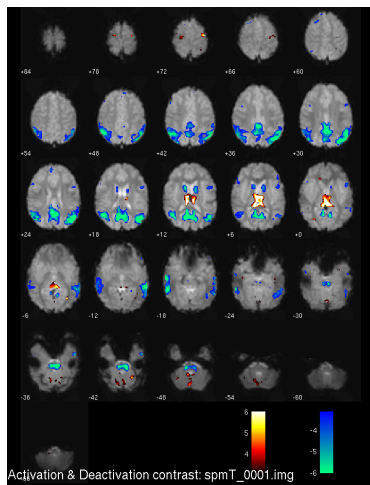 +84 +78 +72 +66 +60
+54 +48 +42 +36 +30
+24 +18 +12 +6 +0
-6 -12 -18 -24 -30
-36 -42 -48 -54 -60
6
5
4
3
-4
-5
-6
Activation & Deactivation contrast: spmT_0001.img